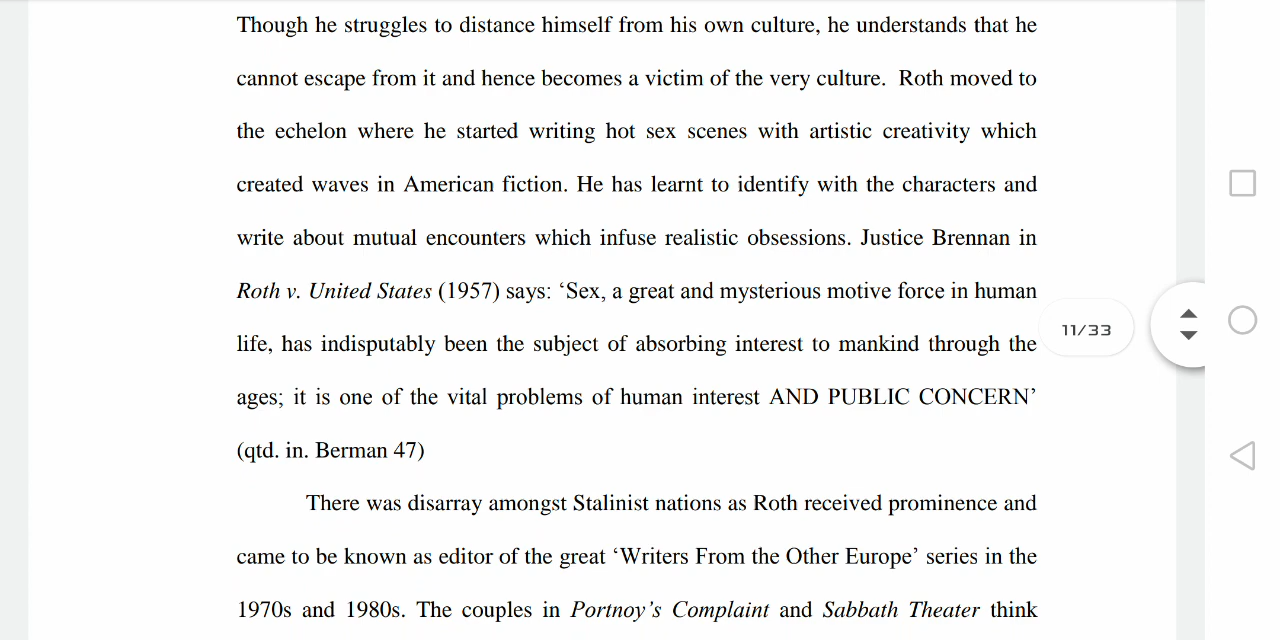 Though he struggles to distance himself from his own culture, he understands that he
cannot escape from it and hence becomes a victim of the very culture.  Roth moved to
the echelon where he started writing hot sex scenes with artistic creativity which
created waves in American fiction. He has learnt to identify with the characters and
write about mutual encounters which infuse realistic obsessions. Justice Brennan in
Roth v. United States (1957) says: ‘Sex, a great and mysterious motive force in human
life, has indisputably been the subject of absorbing interest to mankind through the
ages; it is one of the vital problems of human interest AND PUBLIC CONCERN’
(qtd. in. Berman 47)
There was disarray amongst Stalinist nations as Roth received prominence and
came to be known as editor of the great ‘Writers From the Other Europe’ series in the
1970s and 1980s. The couples in Portnoy’s Complaint and Sabbath Theater think
11/33